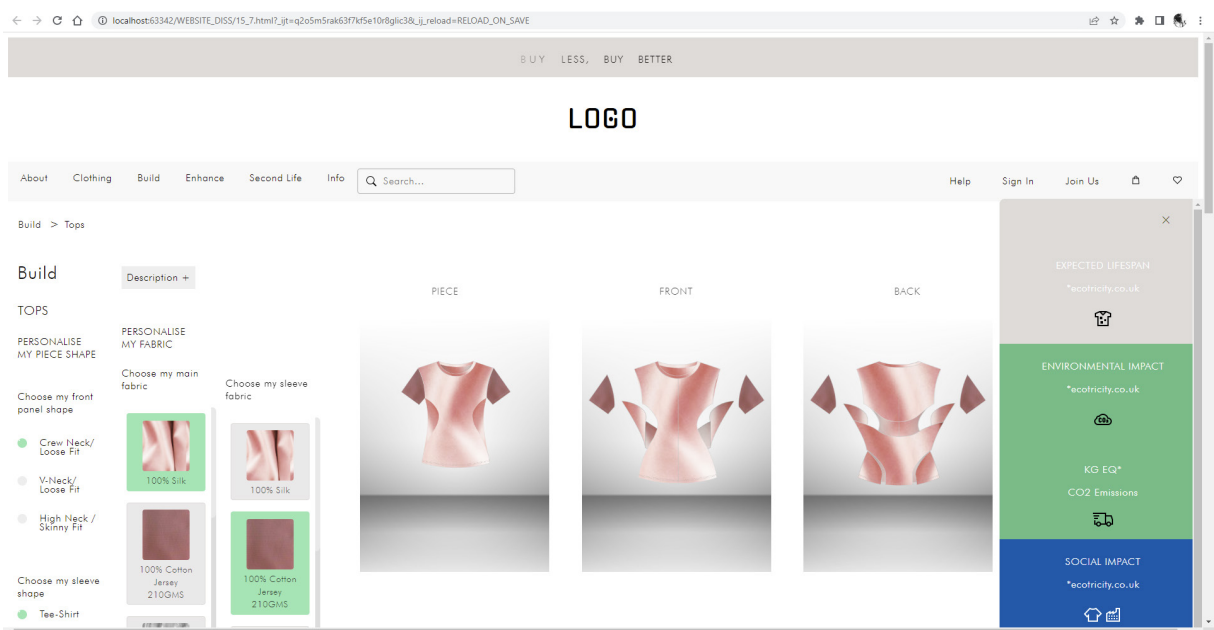 localhost:63342/WEBSITE_DISS/15_7.html?_ijt=q2o5m5rak63f7kf5e10r8glic3&_ij_reload=RELOAD_ON_SAVE
BUY LESS, BUY BETTER
LOGO
About Clothing Build Enhance Second Life Info Search... Help Sign In Join Us
Build > Tops
Build
Description +
TOPS
PERSONALISE
MY PIECE SHAPE
Choose my front
panel shape
Crew Neck/
Loose Fit
V-Neck/
Loose Fit
High Neck /
Skinny Fit
Choose my sleeve
shape
Tee-Shirt
PERSONALISE
MY FABRIC
Choose my main
fabric
100% Silk
100% Cotton
Jersey
210GMS
Choose my sleeve
fabric
100% Silk
100% Cotton
Jersey
210GMS
PIECE FRONT BACK
×
EXPECTED LIFESPAN
*ecotricity.co.uk
ENVIRONMENTAL IMPACT
*ecotricity.co.uk
CO2
KG EQ*
CO2 Emissions
SOCIAL IMPACT
*ecotricity.co.uk